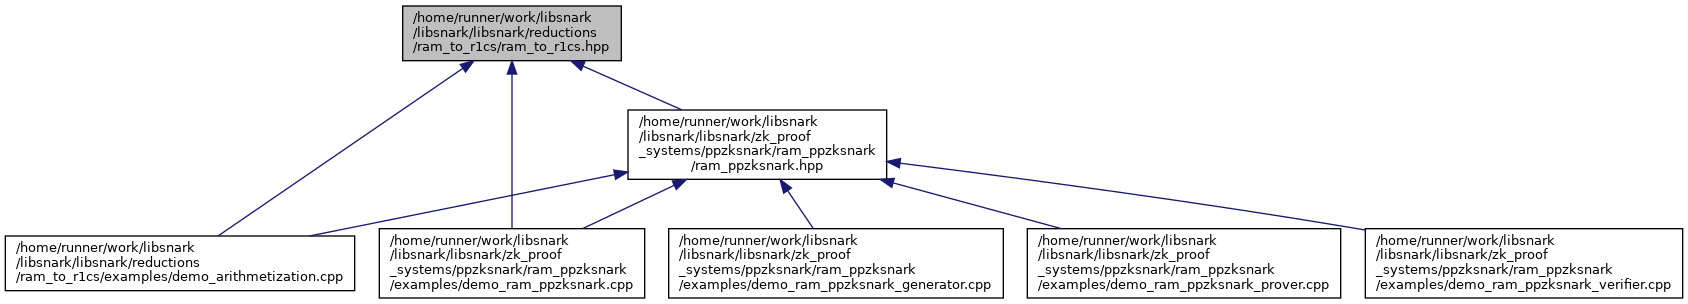 /home/runner/work/libsnark
/libsnark/libsnark/reductions
/ram_to_r1cs/ram_to_r1cs.hpp
/home/runner/work/libsnark
/libsnark/libsnark/zk_proof
_systems/ppzksnark/ram_ppzksnark
/ram_ppzksnark.hpp
/home/runner/work/libsnark
/libsnark/libsnark/reductions
/ram_to_r1cs/examples/demo_arithmetization.cpp
/home/runner/work/libsnark
/libsnark/libsnark/zk_proof
_systems/ppzksnark/ram_ppzksnark
/examples/demo_ram_ppzksnark.cpp
/home/runner/work/libsnark
/libsnark/libsnark/zk_proof
_systems/ppzksnark/ram_ppzksnark
/examples/demo_ram_ppzksnark_generator.cpp
/home/runner/work/libsnark
/libsnark/libsnark/zk_proof
_systems/ppzksnark/ram_ppzksnark
/examples/demo_ram_ppzksnark_prover.cpp
/home/runner/work/libsnark
/libsnark/libsnark/zk_proof
_systems/ppzksnark/ram_ppzksnark
/examples/demo_ram_ppzksnark_verifier.cpp